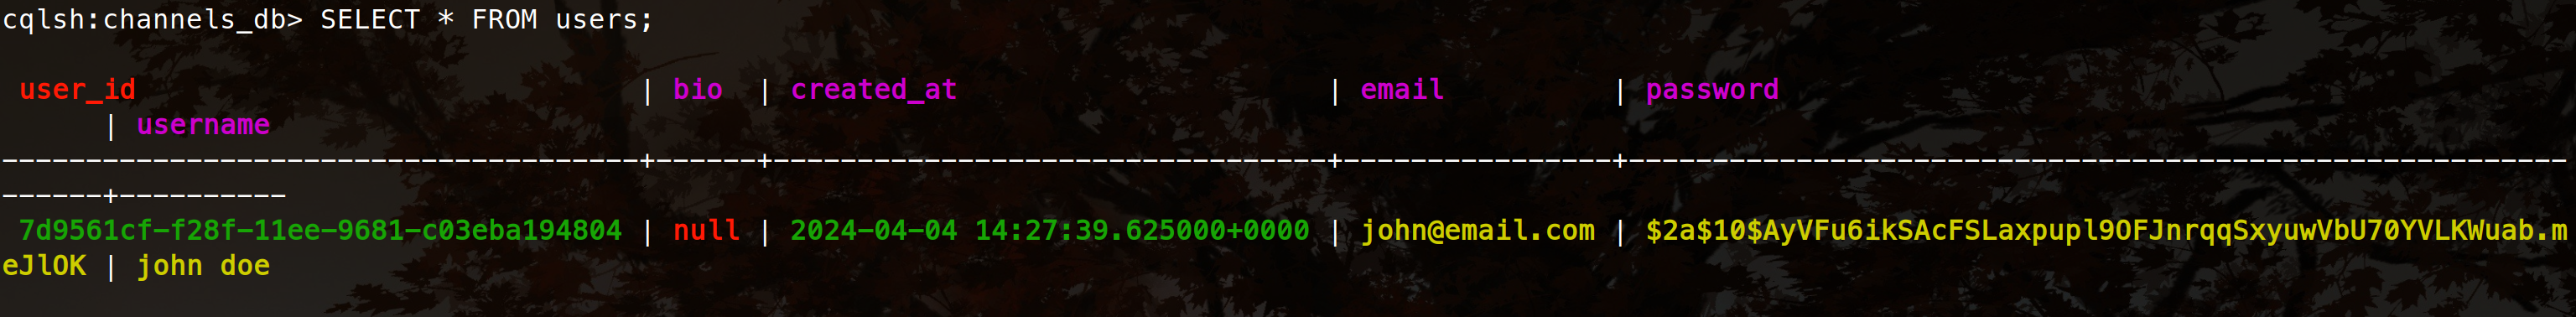 cqlsh:channels_db> SELECT * FROM users;
user_id | bio | created_at | email | password
| username
--------------------------------------+------+---------------------------------+----------------+--------------------------------------------------------
------+----------
7d9561cf-f28f-11ee-9681-c03eba194804 | null | 2024-04-04 14:27:39.625000+0000 | john@email.com | $2a$10$AyVFu6ikSAcFSLaxpupl9OFJnrqqSxyuwVbU70YVLKWuab.m
eJlOK | john doe